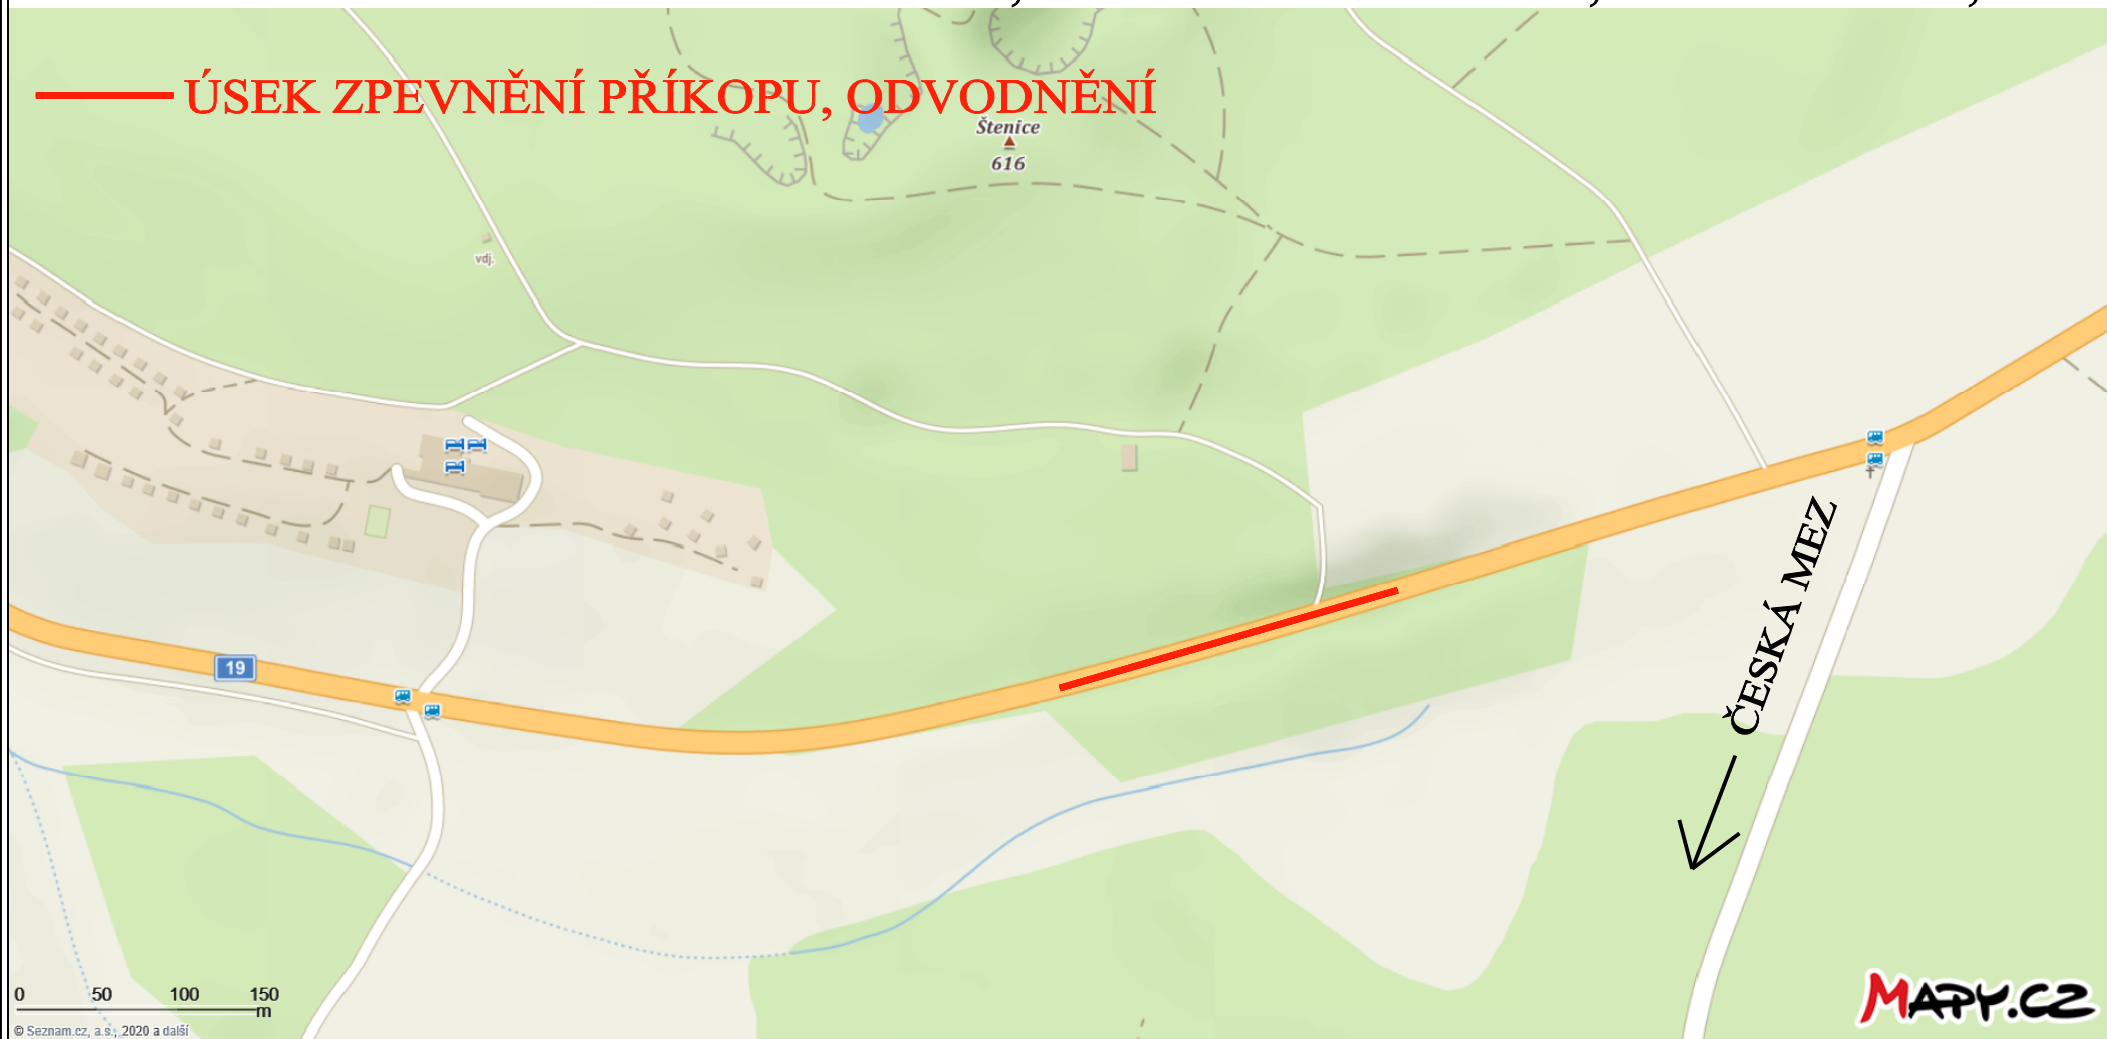 ÚSEK ZPEVNĚNÍ PŘÍKOPU, ODVODNĚNÍ
Štenice
616
vdj.
19
ČESKÁ MEZ
0 50 100 150
m
© Seznam.cz, a.s., 2020 a další
MAPY.CZ